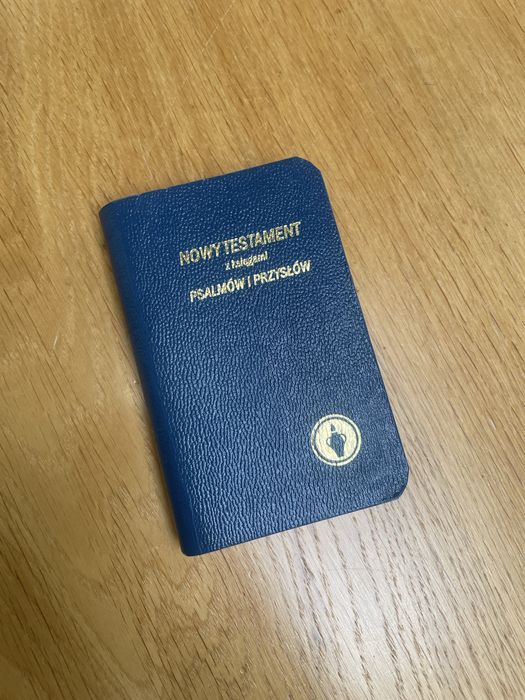 NOWY TESTAMENT
z księgami
PSALMÓW I PRZYSŁÓW